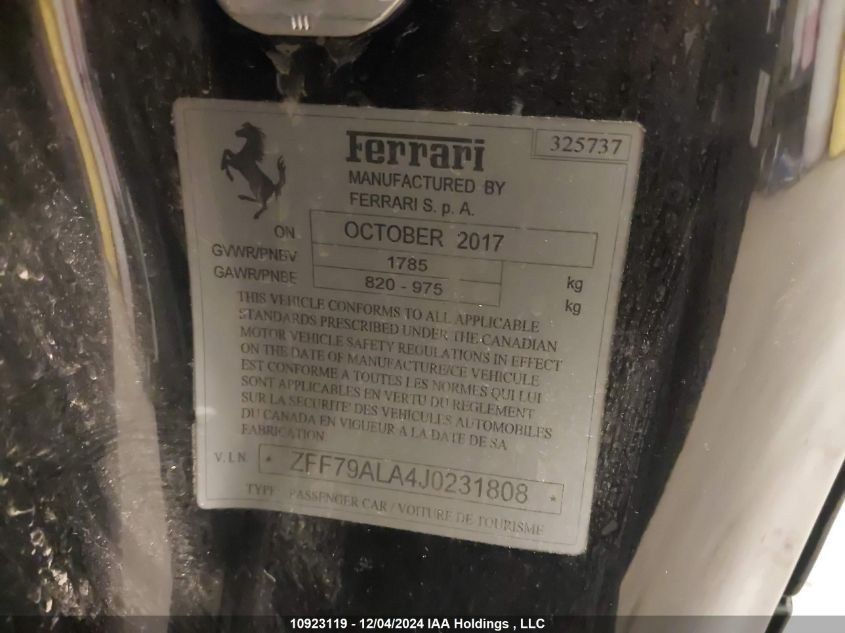 Ferrari 325737
MANUFACTURED BY
FERRARI S.p.A.
ON OCTOBER 2017
GVWR/PNBV 1785 kg
GAWR/PNBE 820 - 975 kg
THIS VEHICLE CONFORMS TO ALL APPLICABLE
STANDARDS PRESCRIBED UNDER THE CANADIAN
MOTOR VEHICLE SAFETY REGULATIONS IN EFFECT
ON THE DATE OF MANUFACTURE/CE VEHICULE
EST CONFORME A TOUTES LES NORMES QUI LUI
SONT APPLICABLES EN VERTU DU REGLEMENT
SUR LA SECURITE' DES VEHICULES AUTOMOBILES
DU CANADA EN VIGUEUR A LA DATE DE SA
FABRICATION
V.I.N. * ZFF79ALA4J0231808 *
TYPE : PASSENGER CAR / VOITURE DE TOURISME
10923119 - 12/04/2024 IAA Holdings , LLC